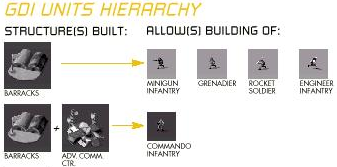 GDI UNITS HIERARCHY
STRUCTURE(S) BUILT: ALLOW(S) BUILDING OF:
BARRACKS
MINIGUN
INFANTRY
GRENADIER
ROCKET
SOLDIER
ENGINEER
INFANTRY
+
BARRACKS
ADV. COMM.
CTR.
COMMANDO
INFANTRY